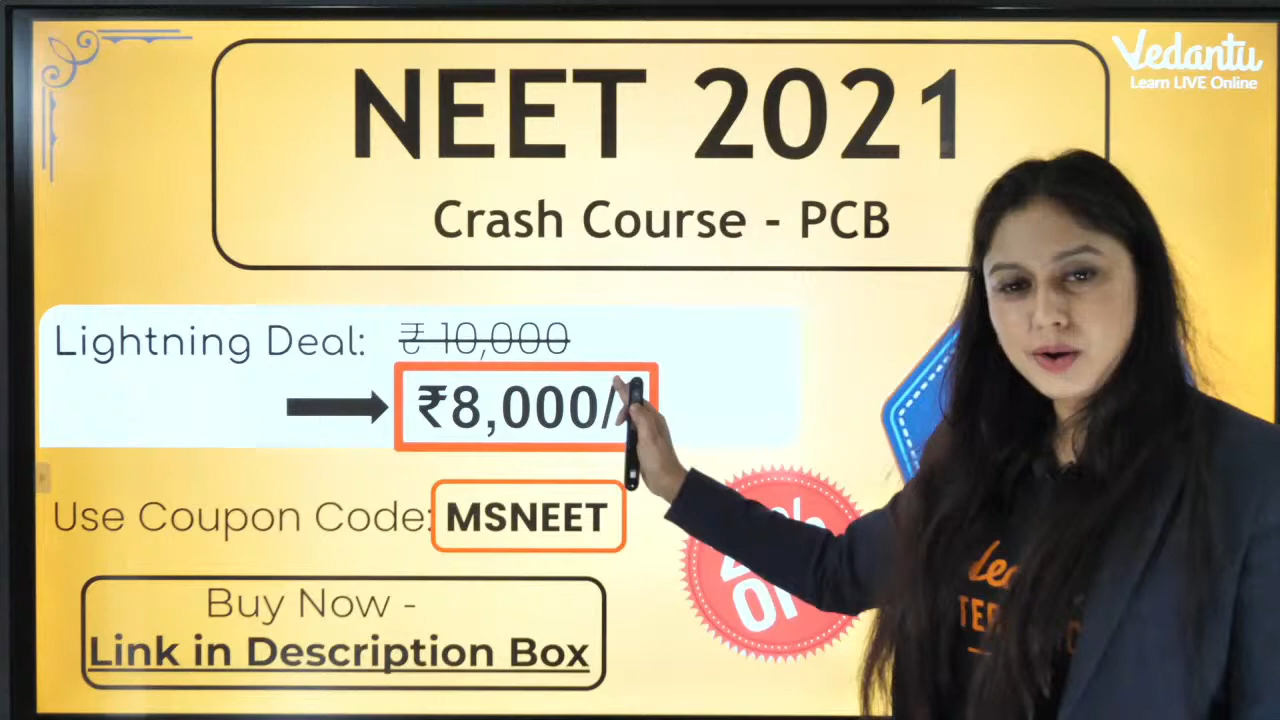 Vedantu
Learn LIVE Online
NEET 2021
Crash Course - PCB
Lightning Deal: ₹ 10,000
₹8,000/
Use Coupon Code: MSNEET
Buy Now -
Link in Description Box